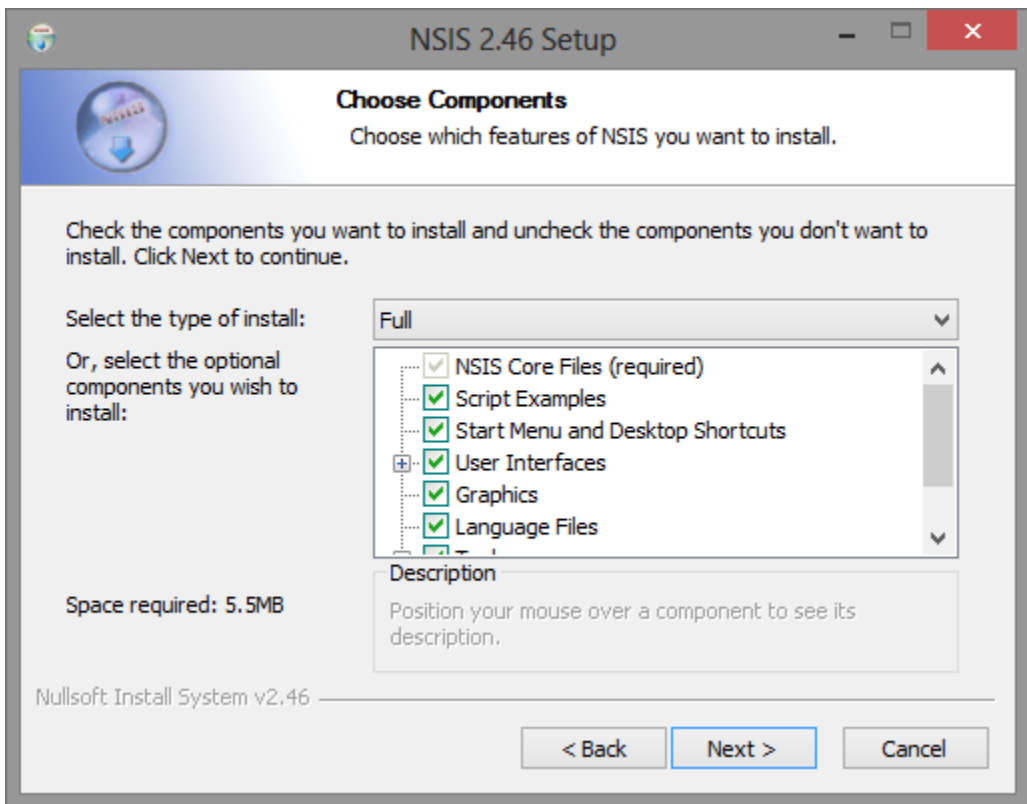 NSIS 2.46 Setup
Choose Components
Choose which features of NSIS you want to install.
Check the components you want to install and uncheck the components you don't want to
install. Click Next to continue.
Select the type of install:
Full
Or, select the optional
components you wish to
install:
NSIS Core Files (required)
Script Examples
Start Menu and Desktop Shortcuts
User Interfaces
Graphics
Language Files
Space required: 5.5MB
Description
Position your mouse over a component to see its
description.
Nullsoft Install System v2.46
< Back
Next >
Cancel